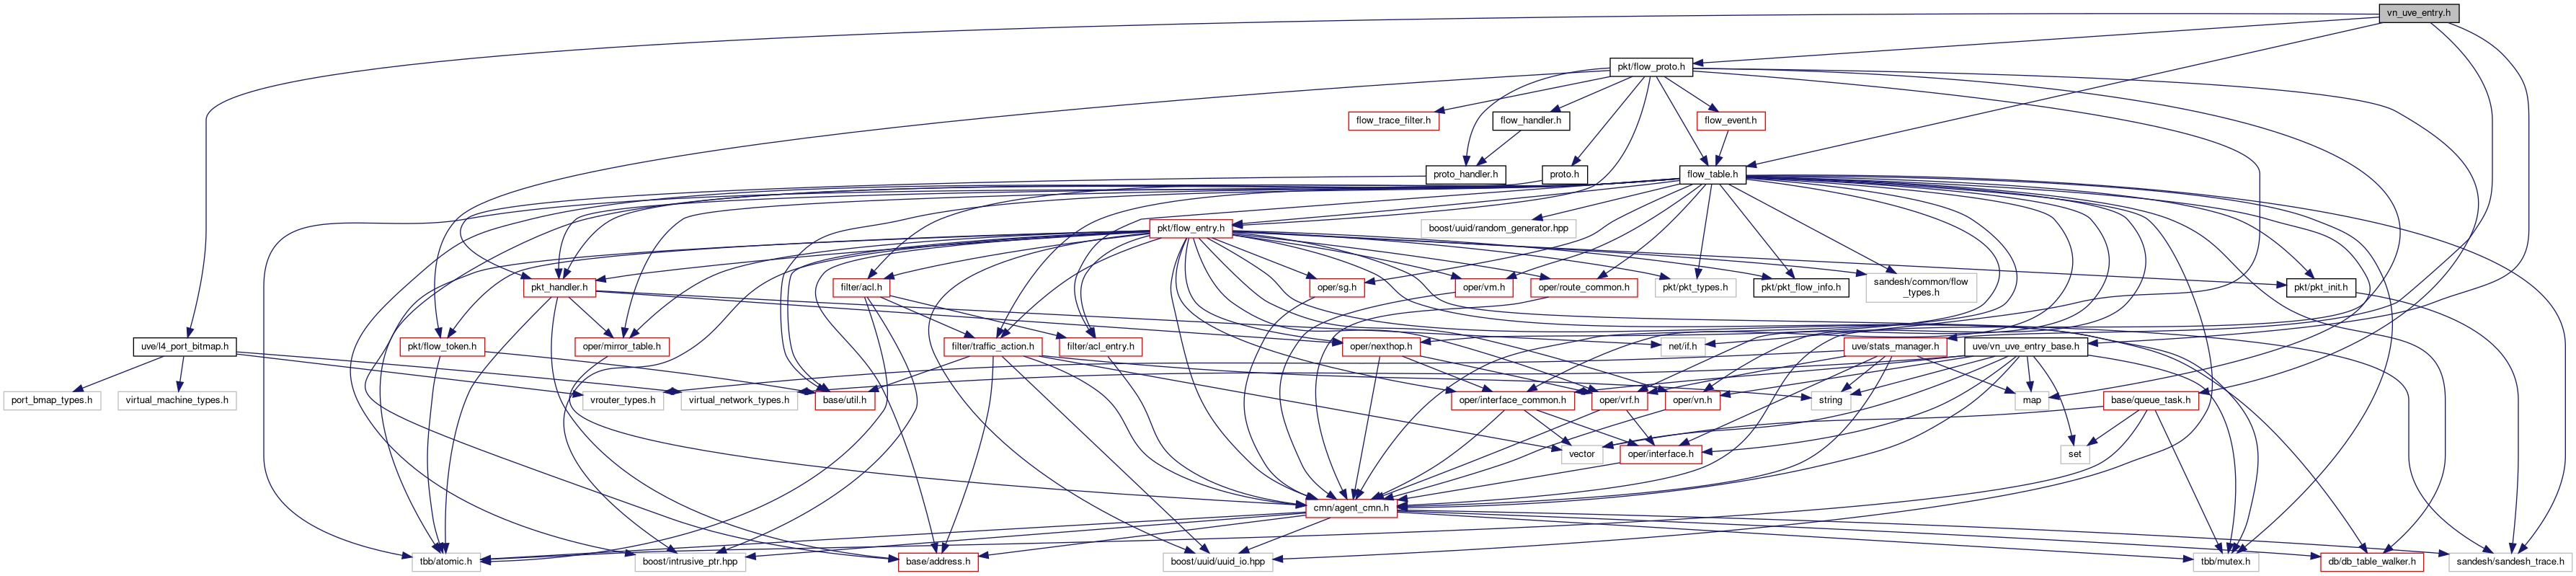 vn_uve_entry.h
pkt/flow_proto.h
flow_trace_filter.h
flow_handler.h
flow_event.h
proto_handler.h
proto.h
flow_table.h
boost/uuid/random_generator.hpp
pkt/flow_entry.h
pkt_handler.h
filter/acl.h
oper/sg.h
oper/vm.h
oper/route_common.h
pkt/pkt_types.h
pkt/pkt_flow_info.h
sandesh/common/flow
_types.h
pkt/pkt_init.h
uve/l4_port_bitmap.h
pkt/flow_token.h
oper/mirror_table.h
filter/traffic_action.h
filter/acl_entry.h
oper/nexthop.h
net/if.h
uve/stats_manager.h
uve/vn_uve_entry_base.h
port_bmap_types.h
virtual_machine_types.h
vrouter_types.h
virtual_network_types.h
base/util.h
oper/interface_common.h
oper/vrf.h
oper/vn.h
string
map
base/queue_task.h
vector
oper/interface.h
set
cmn/agent_cmn.h
tbb/atomic.h
boost/intrusive_ptr.hpp
base/address.h
boost/uuid/uuid_io.hpp
tbb/mutex.h
db/db_table_walker.h
sandesh/sandesh_trace.h